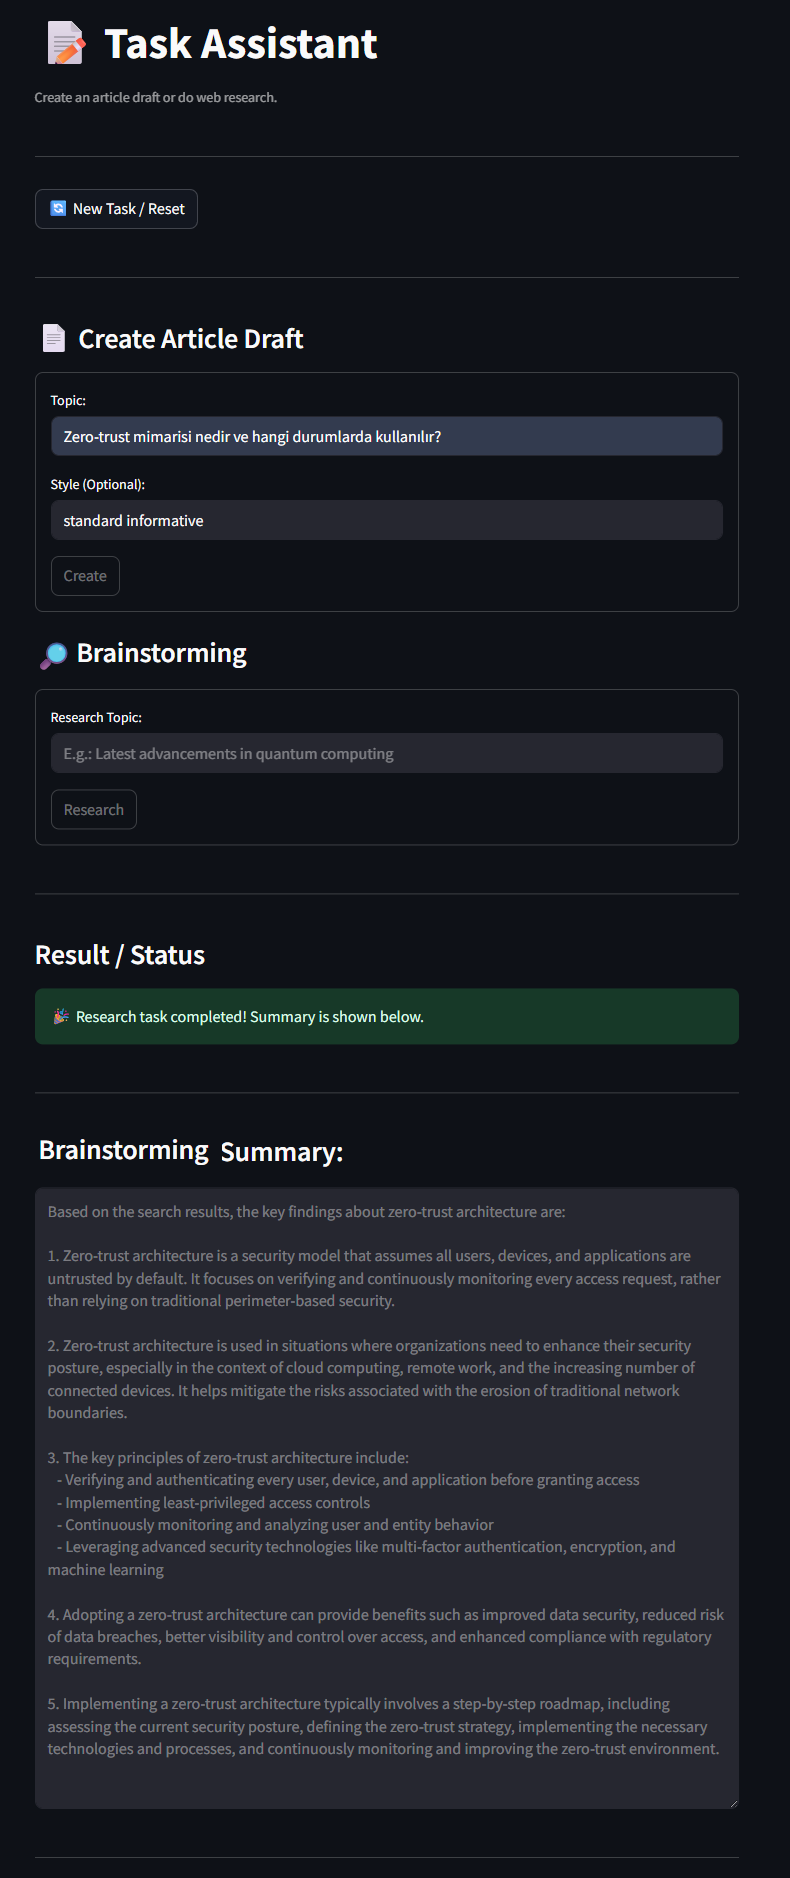 Task Assistant
Create an article draft or do web research.
New Task / Reset
Create Article Draft
Topic:
Zero-trust mimarisi nedir ve hangi durumlarda kullanılır?
Style (Optional):
standard informative
Create
Brainstorming
Research Topic:
E.g.: Latest advancements in quantum computing
Research
Result / Status
Research task completed! Summary is shown below.
Brainstorming Summary:
Based on the search results, the key findings about zero-trust architecture are:
1. Zero-trust architecture is a security model that assumes all users, devices, and applications are
untrusted by default. It focuses on verifying and continuously monitoring every access request, rather
than relying on traditional perimeter-based security.
2. Zero-trust architecture is used in situations where organizations need to enhance their security
posture, especially in the context of cloud computing, remote work, and the increasing number of
connected devices. It helps mitigate the risks associated with the erosion of traditional network
boundaries.
3. The key principles of zero-trust architecture include:
- Verifying and authenticating every user, device, and application before granting access
- Implementing least-privileged access controls
- Continuously monitoring and analyzing user and entity behavior
- Leveraging advanced security technologies like multi-factor authentication, encryption, and
machine learning
4. Adopting a zero-trust architecture can provide benefits such as improved data security, reduced risk
of data breaches, better visibility and control over access, and enhanced compliance with regulatory
requirements.
5. Implementing a zero-trust architecture typically involves a step-by-step roadmap, including
assessing the current security posture, defining the zero-trust strategy, implementing the necessary
technologies and processes, and continuously monitoring and improving the zero-trust environment.